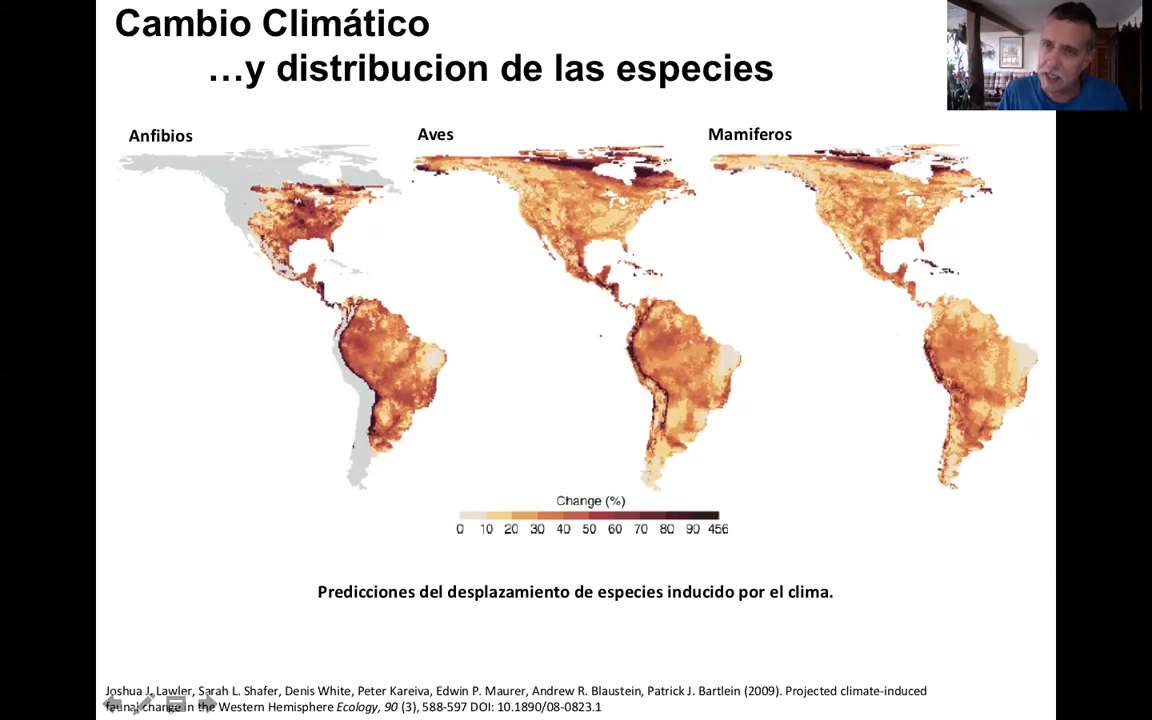 Cambio Climático
…y distribucion de las especies
Anfibios
Aves
Mamiferos
Change (%)
0 10 20 30 40 50 60 70 80 90 456
Predicciones del desplazamiento de especies inducido por el clima.
Joshua J. Lawler, Sarah L. Shafer, Denis White, Peter Kareiva, Edwin P. Maurer, Andrew R. Blaustein, Patrick J. Bartlein (2009). Projected climate-induced
faunal change in the Western Hemisphere Ecology, 90 (3), 588-597 DOI: 10.1890/08-0823.1